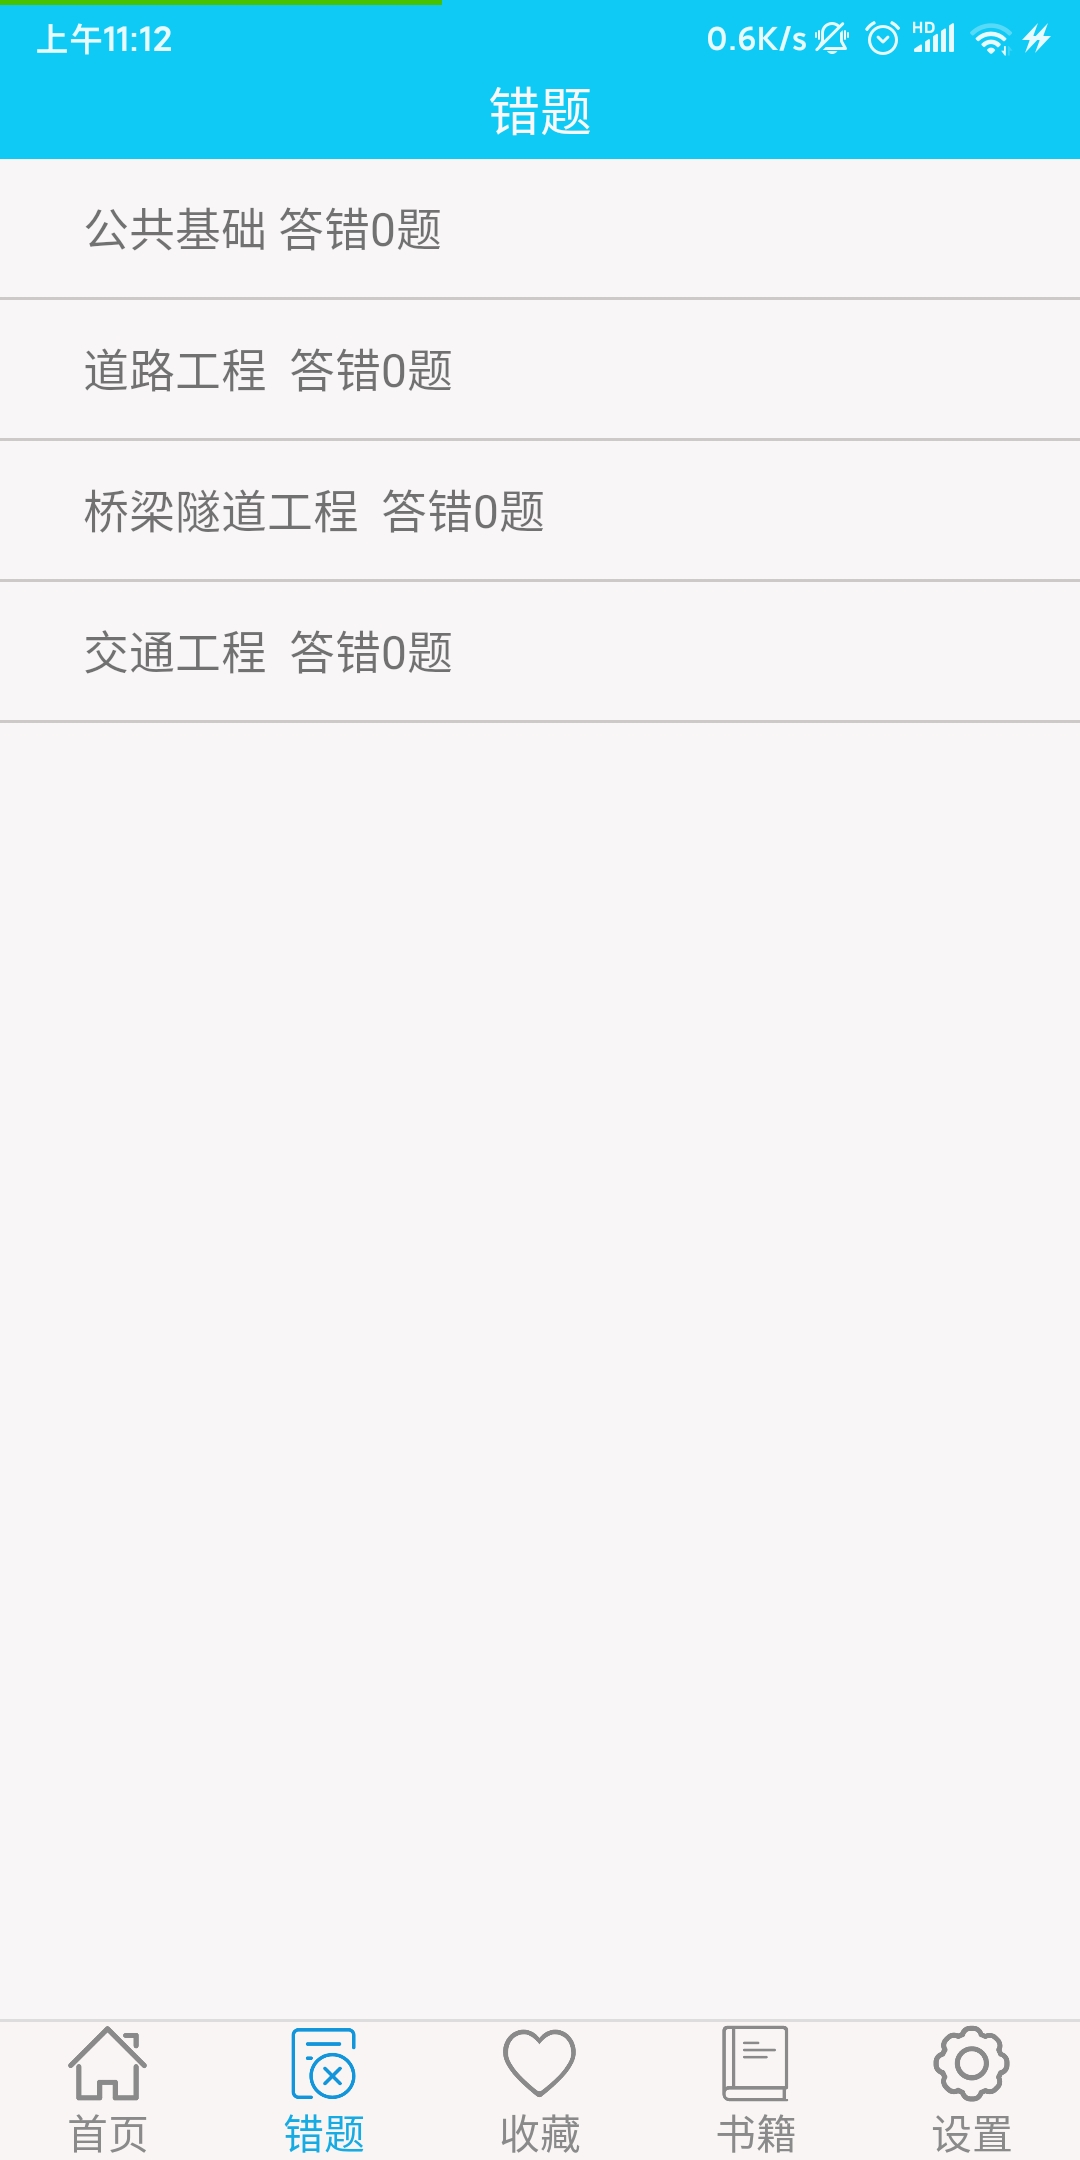 上午11:12 0.6K/s HD
错题
公共基础 答错0题
道路工程 答错0题
桥梁隧道工程 答错0题
交通工程 答错0题
首页 错题 收藏 书籍 设置